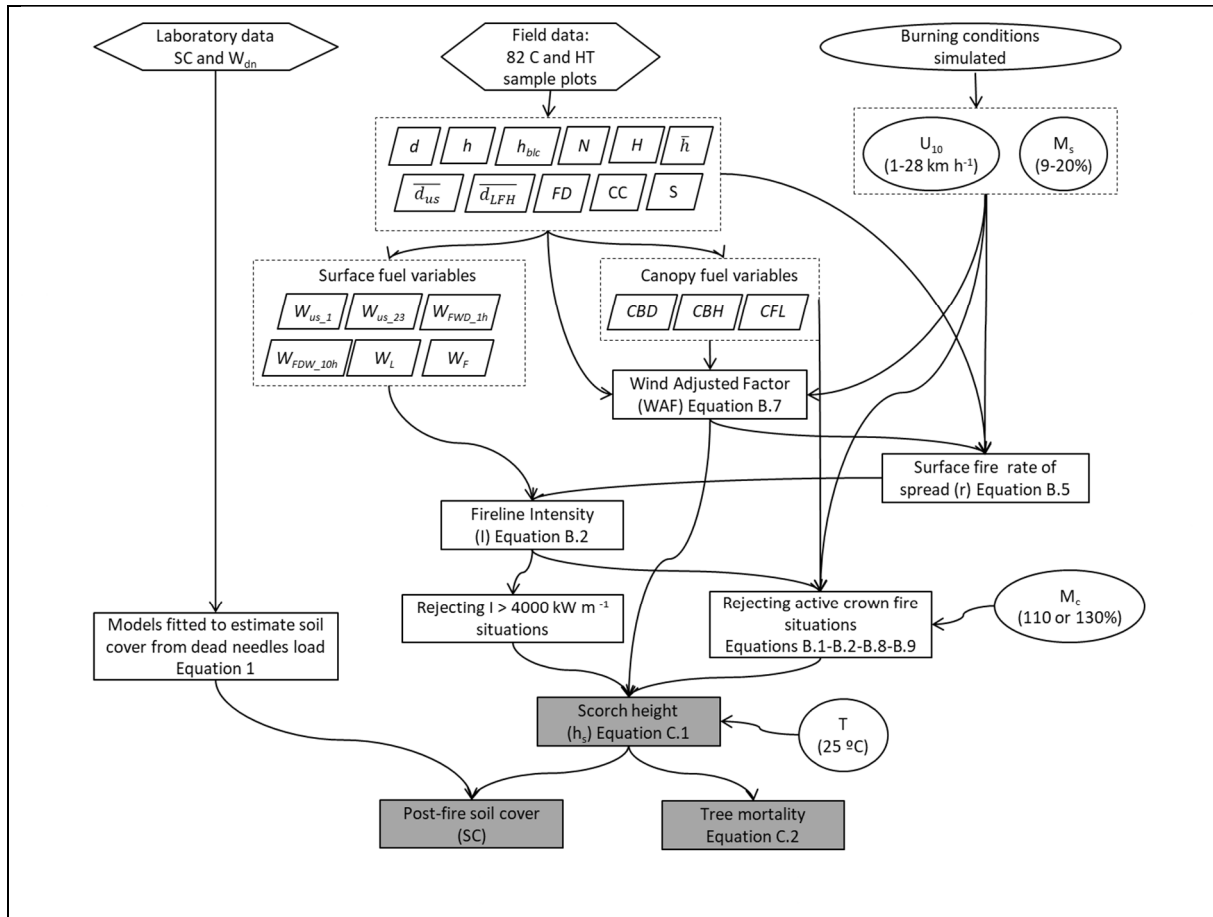 Laboratory data
SC and W_dn
Field data:
82 C and HT
sample plots
Burning conditions
simulated
d
h
h_blc
N
H
h̅
d_us
d_LFH
FD
CC
S
U_10
(1-28 km h⁻¹)
M_s
(9-20%)
Surface fuel variables
W_us_1
W_us_23
W_FWD_1h
W_FDW_10h
W_L
W_F
Canopy fuel variables
CBD
CBH
CFL
Wind Adjusted Factor
(WAF) Equation B.7
Surface fire rate of
spread (r) Equation B.5
Fireline Intensity
(I) Equation B.2
Rejecting I > 4000 kW m ⁻¹
situations
Rejecting active crown fire
situations
Equations B.1-B.2-B.8-B.9
M_c
(110 or 130%)
Models fitted to estimate soil
cover from dead needles load
Equation 1
Scorch height
(h_s) Equation C.1
T
(25 ºC)
Post-fire soil cover
(SC)
Tree mortality
Equation C.2